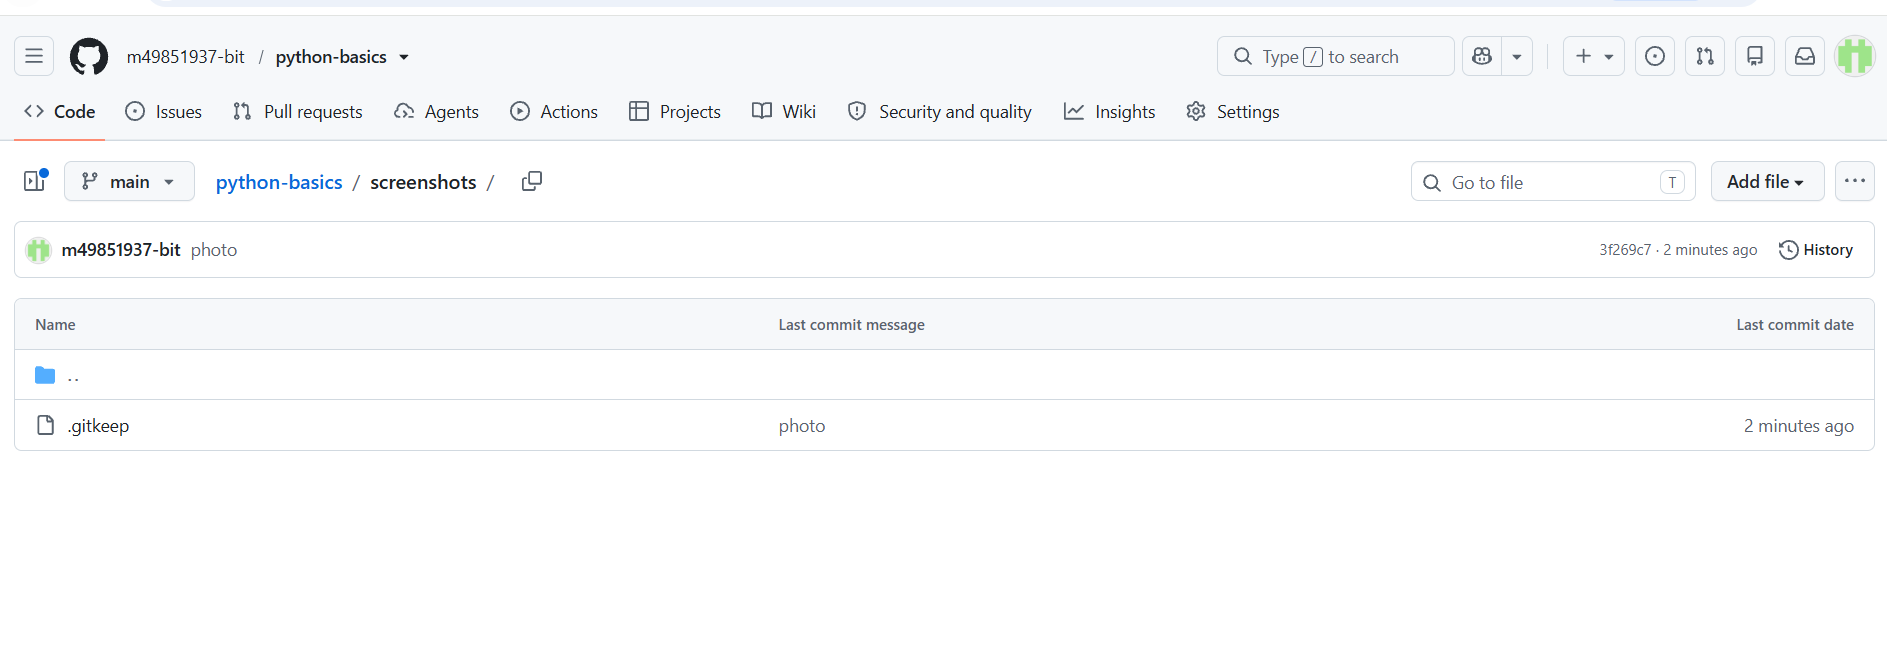 m49851937-bit / python-basics
Type / to search
Code Issues Pull requests Agents Actions Projects Wiki Security and quality Insights Settings
main python-basics / screenshots / Go to file T Add file
m49851937-bit photo 3f269c7 · 2 minutes ago History
Name Last commit message Last commit date
..
.gitkeep photo 2 minutes ago